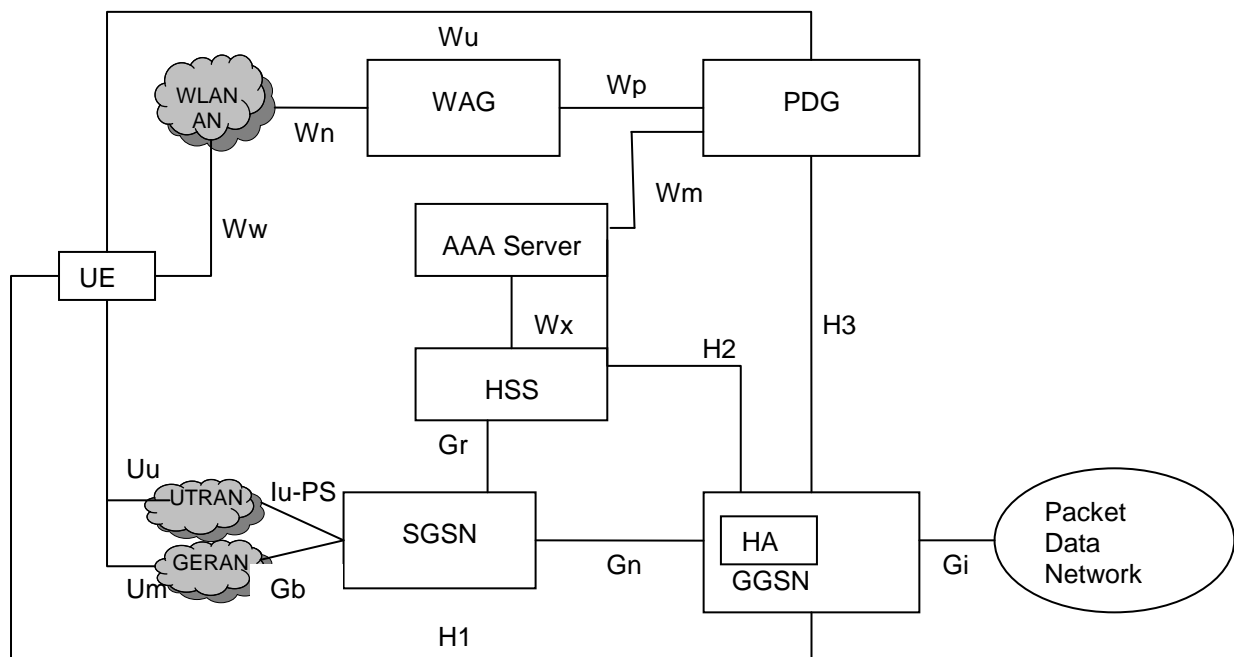 Wu
WLAN
AN
WAG
Wp
PDG
Wn
Wm
Ww
AAA Server
UE
Wx
H2
H3
HSS
Gr
Uu
UTRAN
Iu-PS
SGSN
HA
GGSN
Packet
Data
Network
GERAN
Um
Gb
Gn
Gi
H1